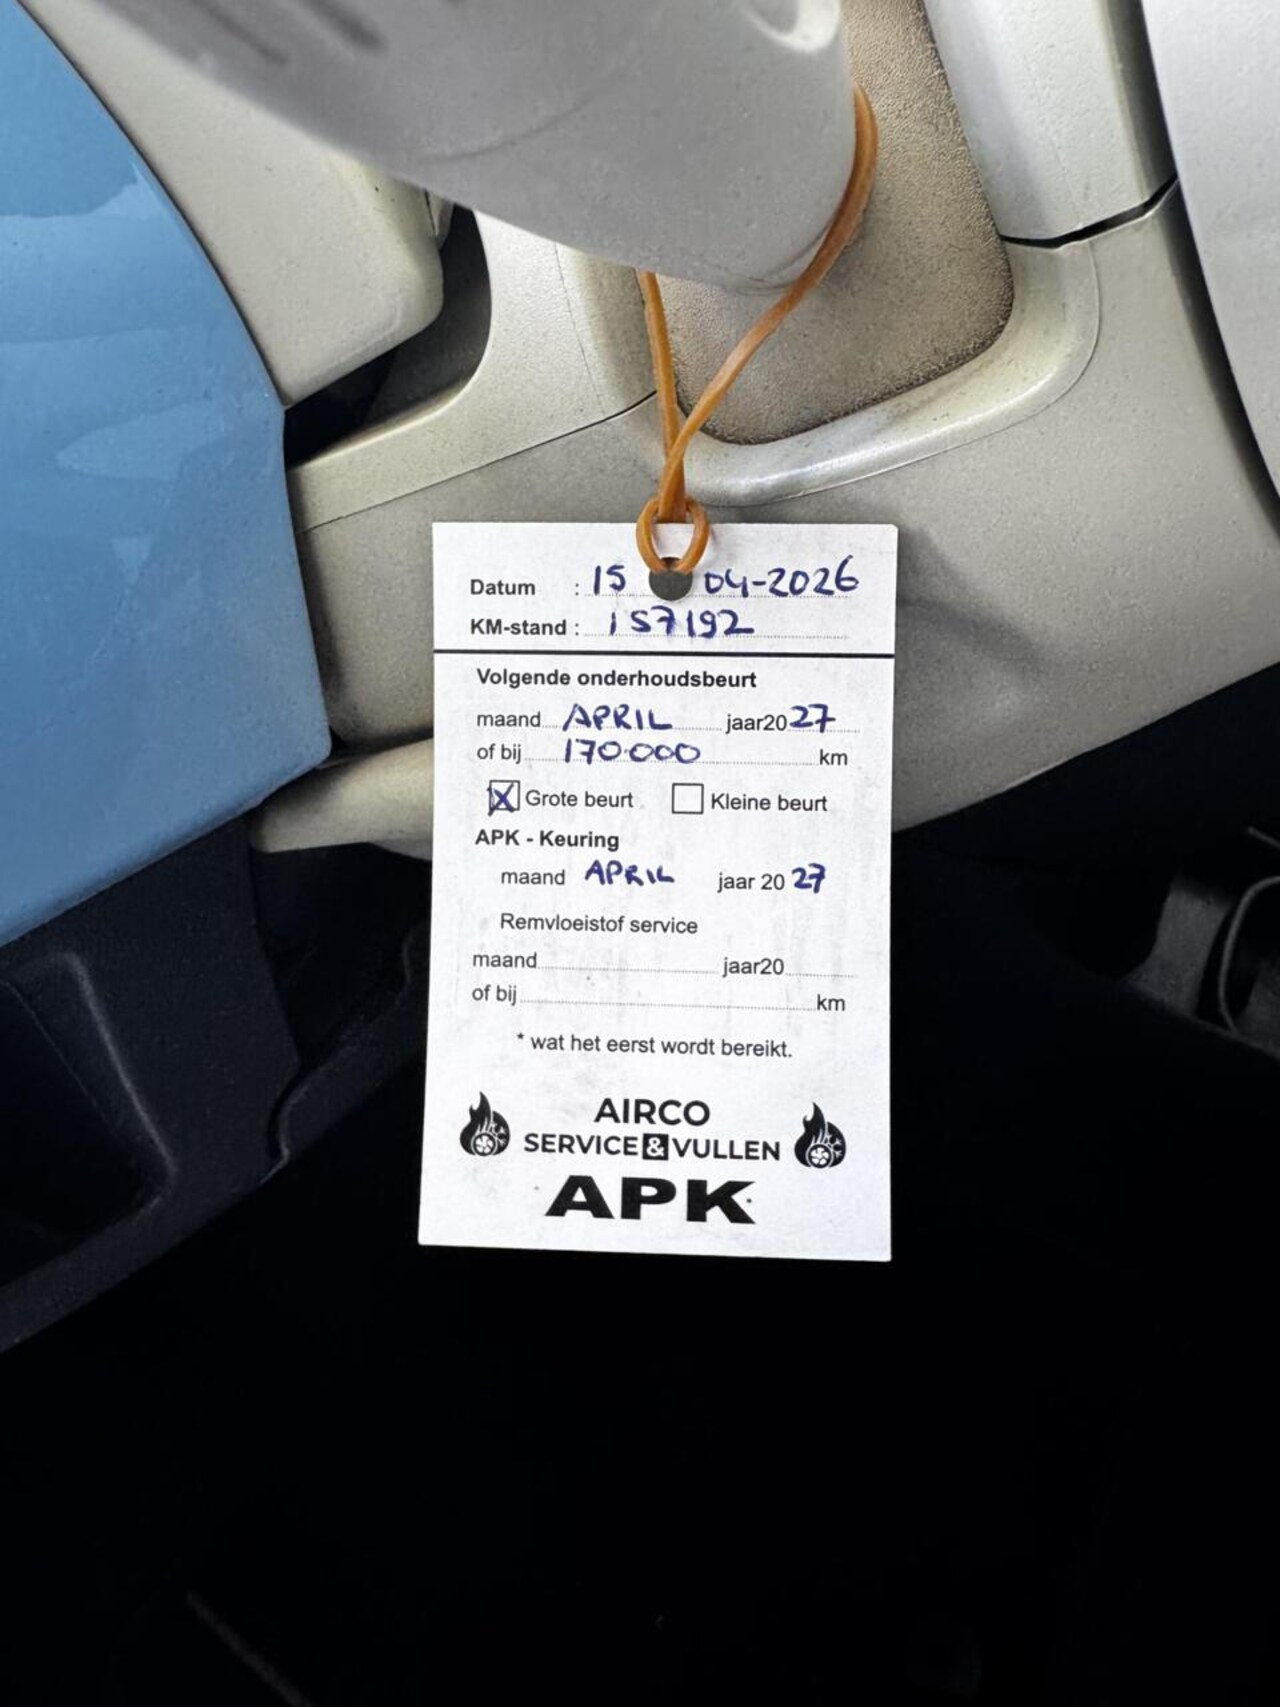 Datum : 15 04-2026
KM-stand : 157192
Volgende onderhoudsbeurt
maand APRIL jaar2027
of bij 170.000 km
X Grote beurt Kleine beurt
APK - Keuring
maand APRIL jaar 20 27
Remvloeistof service
maand jaar20
of bij km
* wat het eerst wordt bereikt.
AIRCO
SERVICE & VULLEN
APK